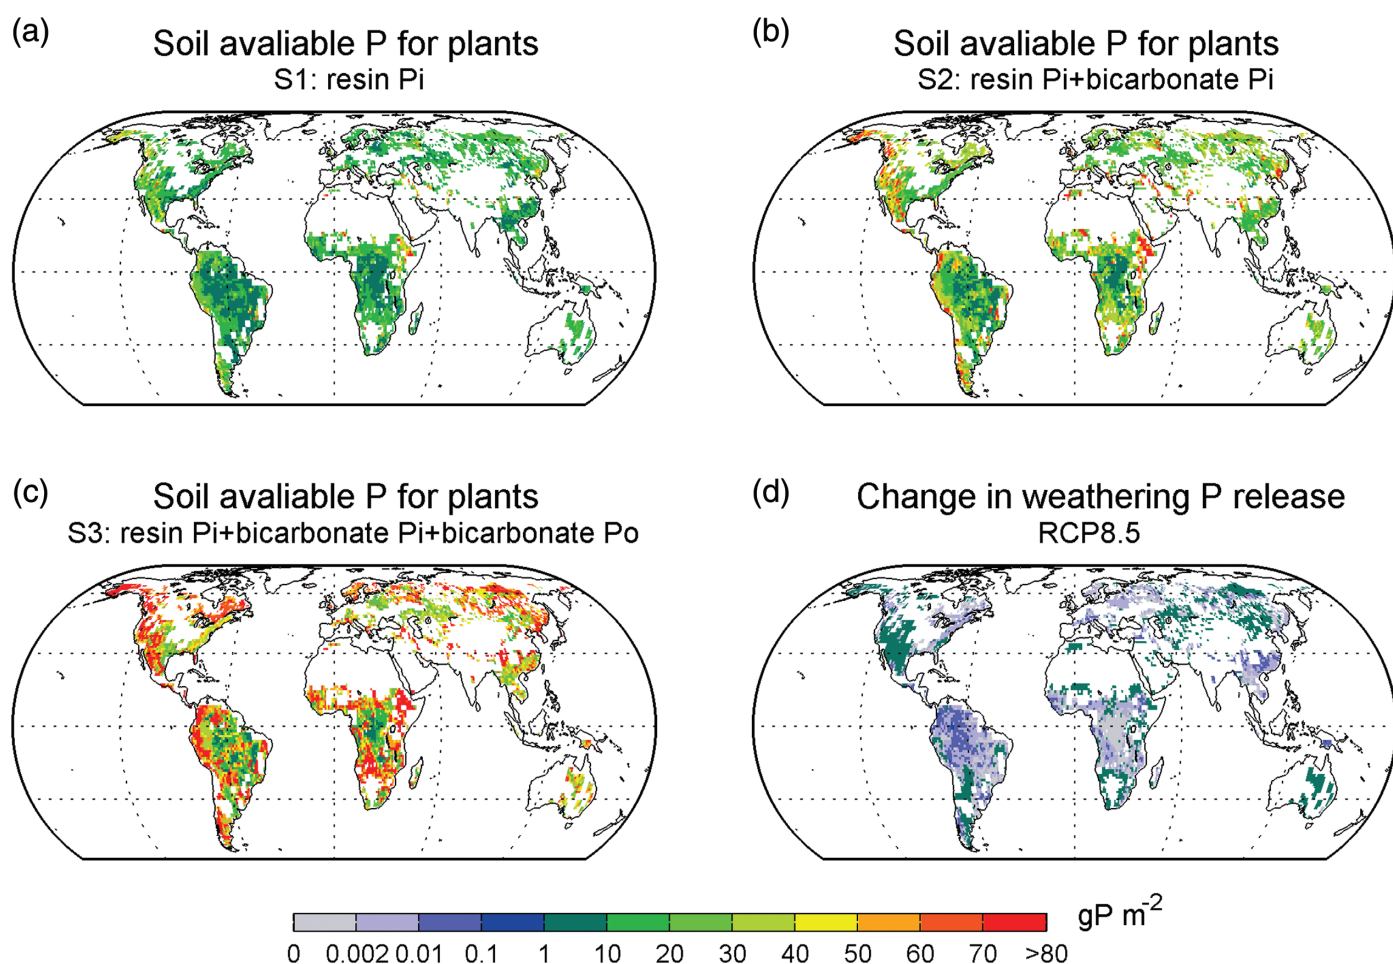 (a)
Soil avaliable P for plants
S1: resin Pi
(b)
Soil avaliable P for plants
S2: resin Pi+bicarbonate Pi
(c)
Soil avaliable P for plants
S3: resin Pi+bicarbonate Pi+bicarbonate Po
(d)
Change in weathering P release
RCP8.5
gP m-2
0 0.002 0.01 0.1 1 10 20 30 40 50 60 70 >80